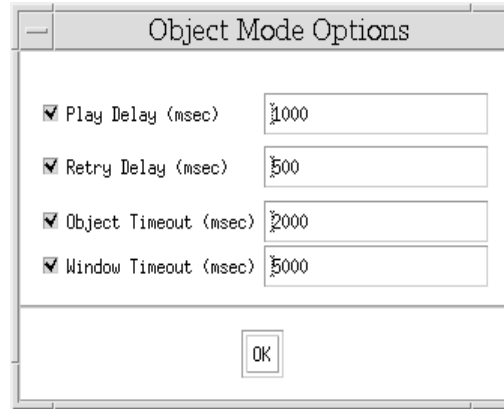 Object Mode Options
Play Delay (msec) 1000
Retry Delay (msec) 500
Object Timeout (msec) 2000
Window Timeout (msec) 5000
OK